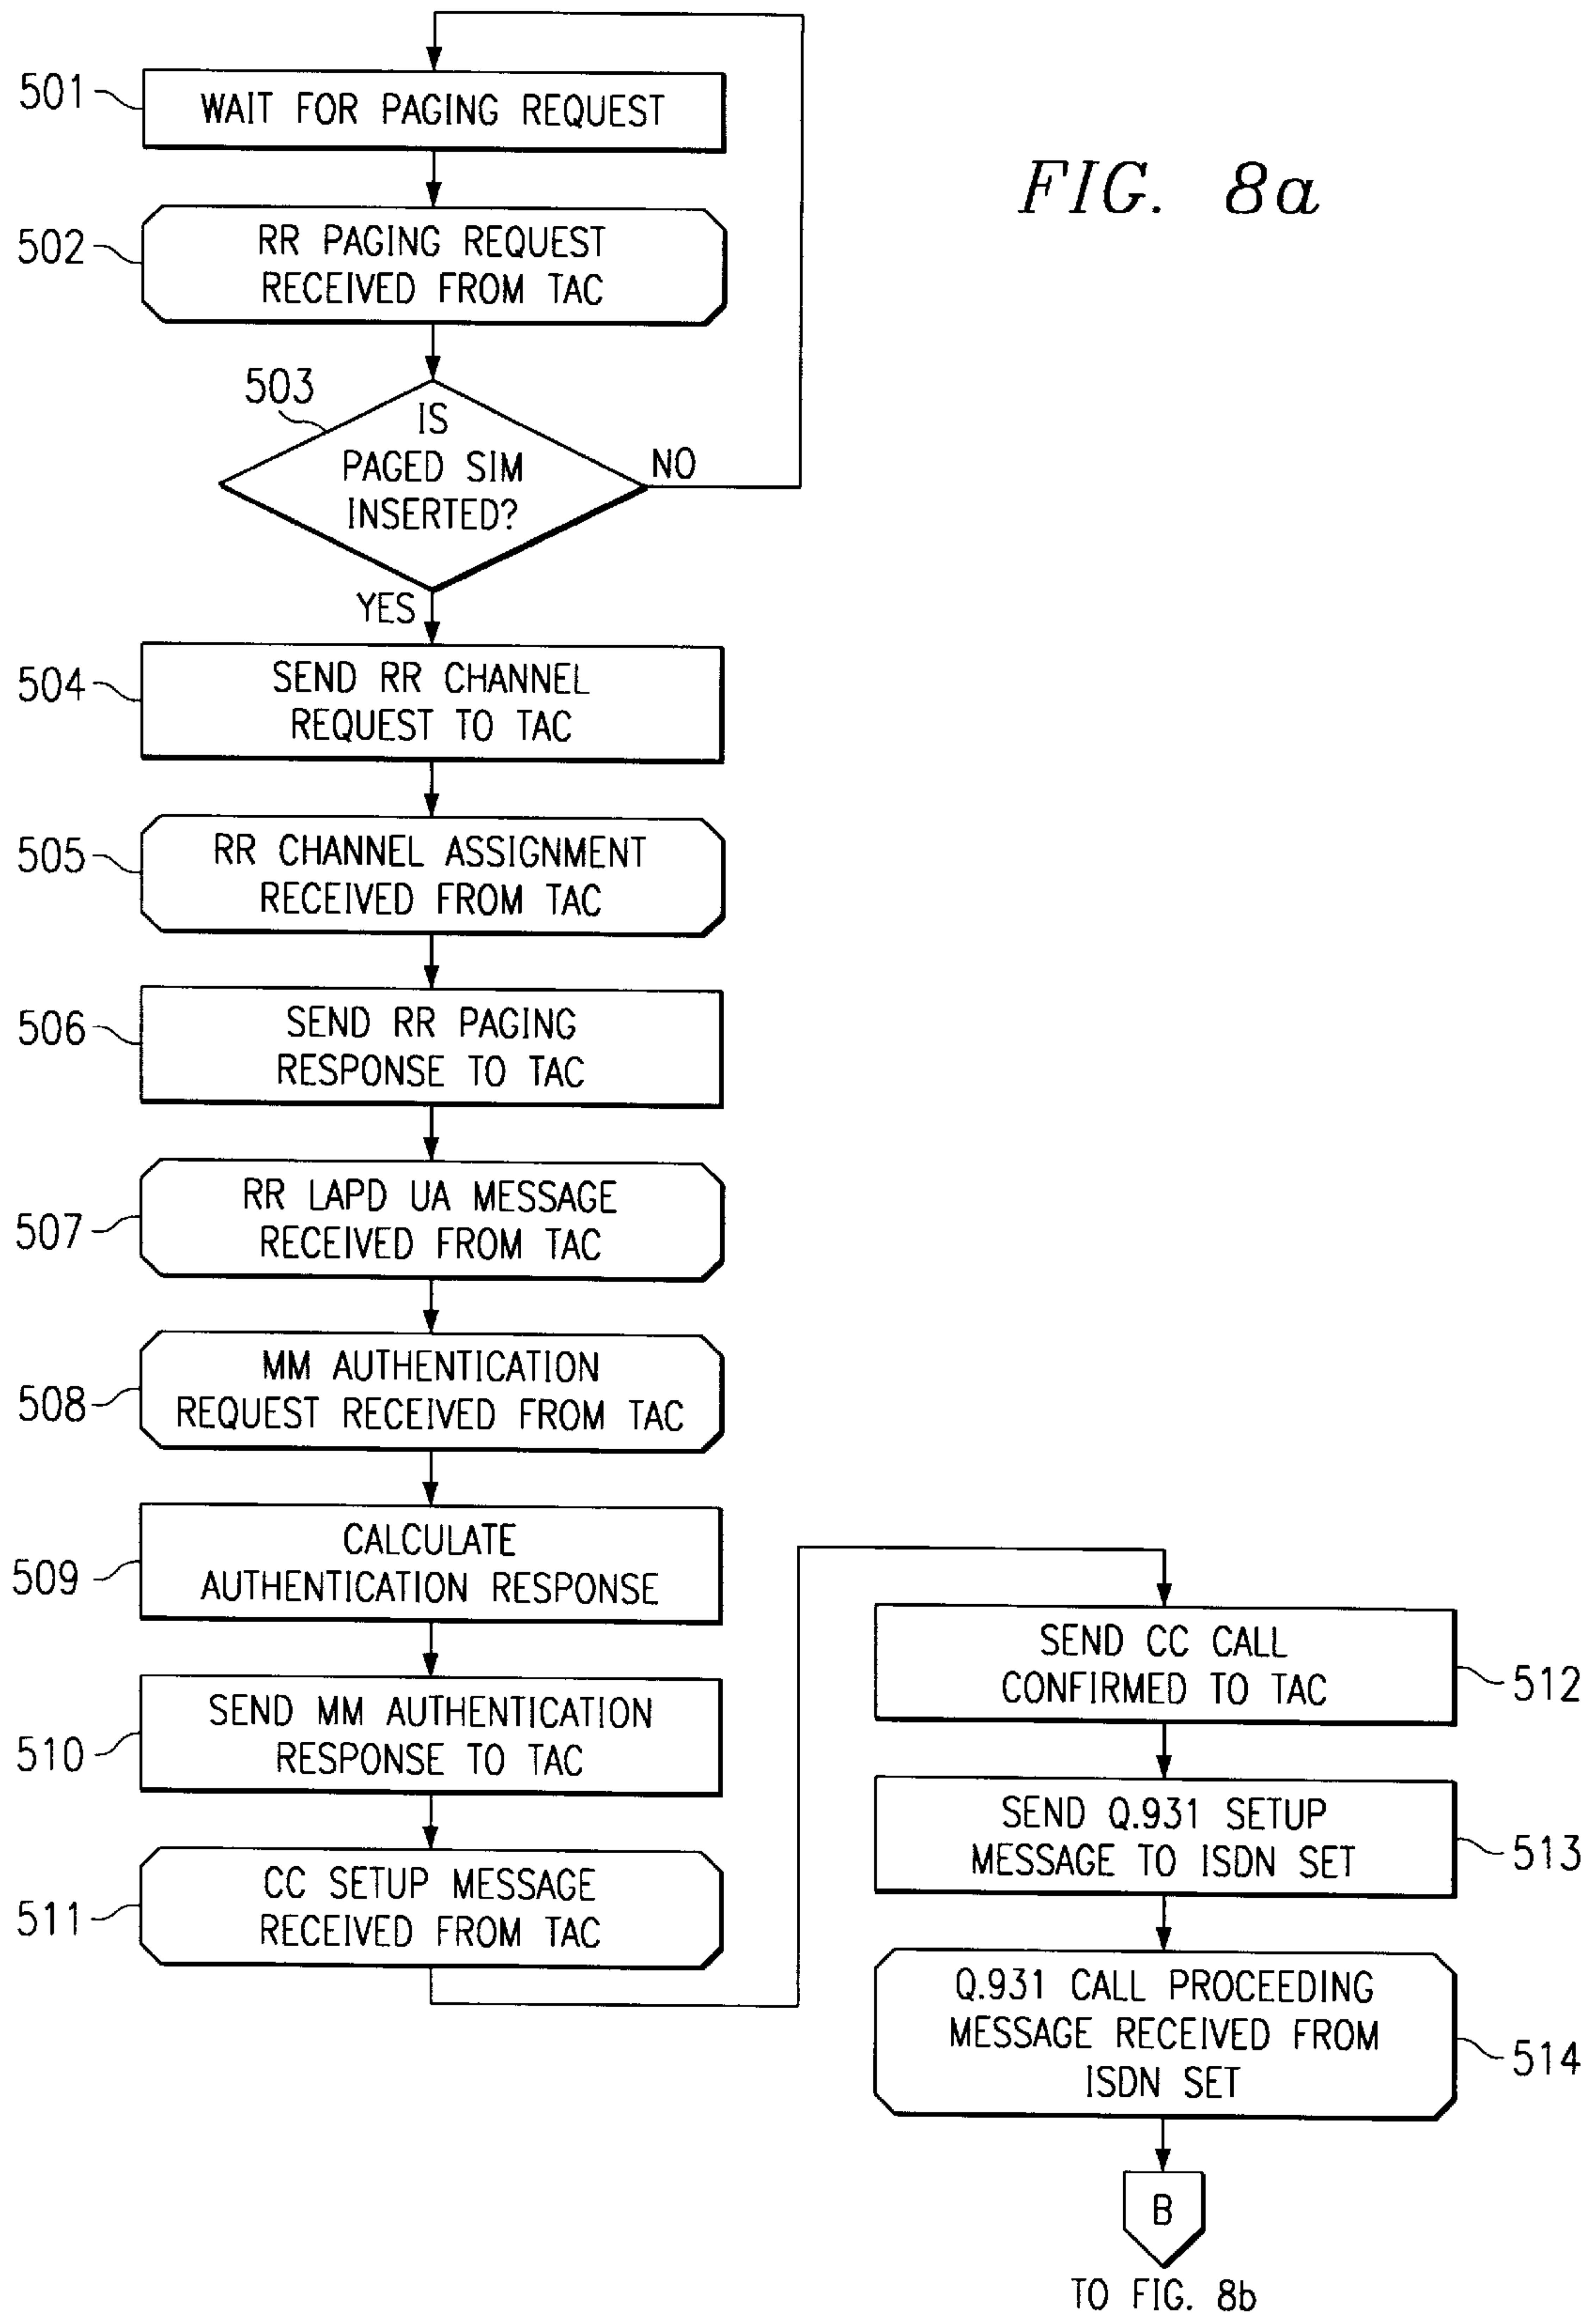 FIG. 8a
501
WAIT FOR PAGING REQUEST
502
RR PAGING REQUEST
RECEIVED FROM TAC
503
IS
PAGED SIM
INSERTED?
NO
YES
504
SEND RR CHANNEL
REQUEST TO TAC
505
RR CHANNEL ASSIGNMENT
RECEIVED FROM TAC
506
SEND RR PAGING
RESPONSE TO TAC
507
RR LAPD UA MESSAGE
RECEIVED FROM TAC
508
MM AUTHENTICATION
REQUEST RECEIVED FROM TAC
509
CALCULATE
AUTHENTICATION RESPONSE
510
SEND MM AUTHENTICATION
RESPONSE TO TAC
511
CC SETUP MESSAGE
RECEIVED FROM TAC
SEND CC CALL
CONFIRMED TO TAC
512
SEND Q.931 SETUP
MESSAGE TO ISDN SET
513
Q.931 CALL PROCEEDING
MESSAGE RECEIVED FROM
ISDN SET
514
B
TO FIG. 8b